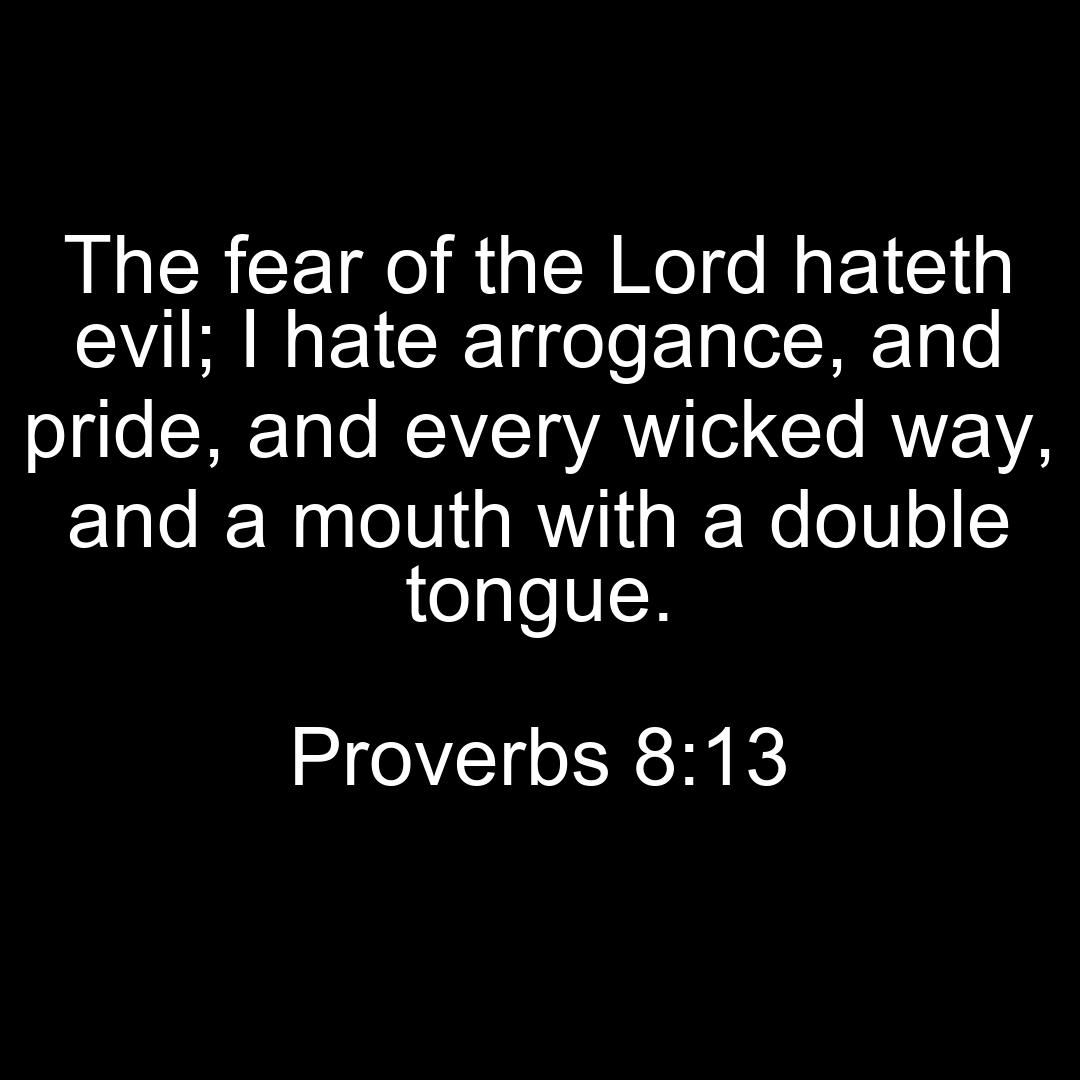 The fear of the Lord hateth
evil; I hate arrogance, and
pride, and every wicked way,
and a mouth with a double
tongue.
Proverbs 8:13